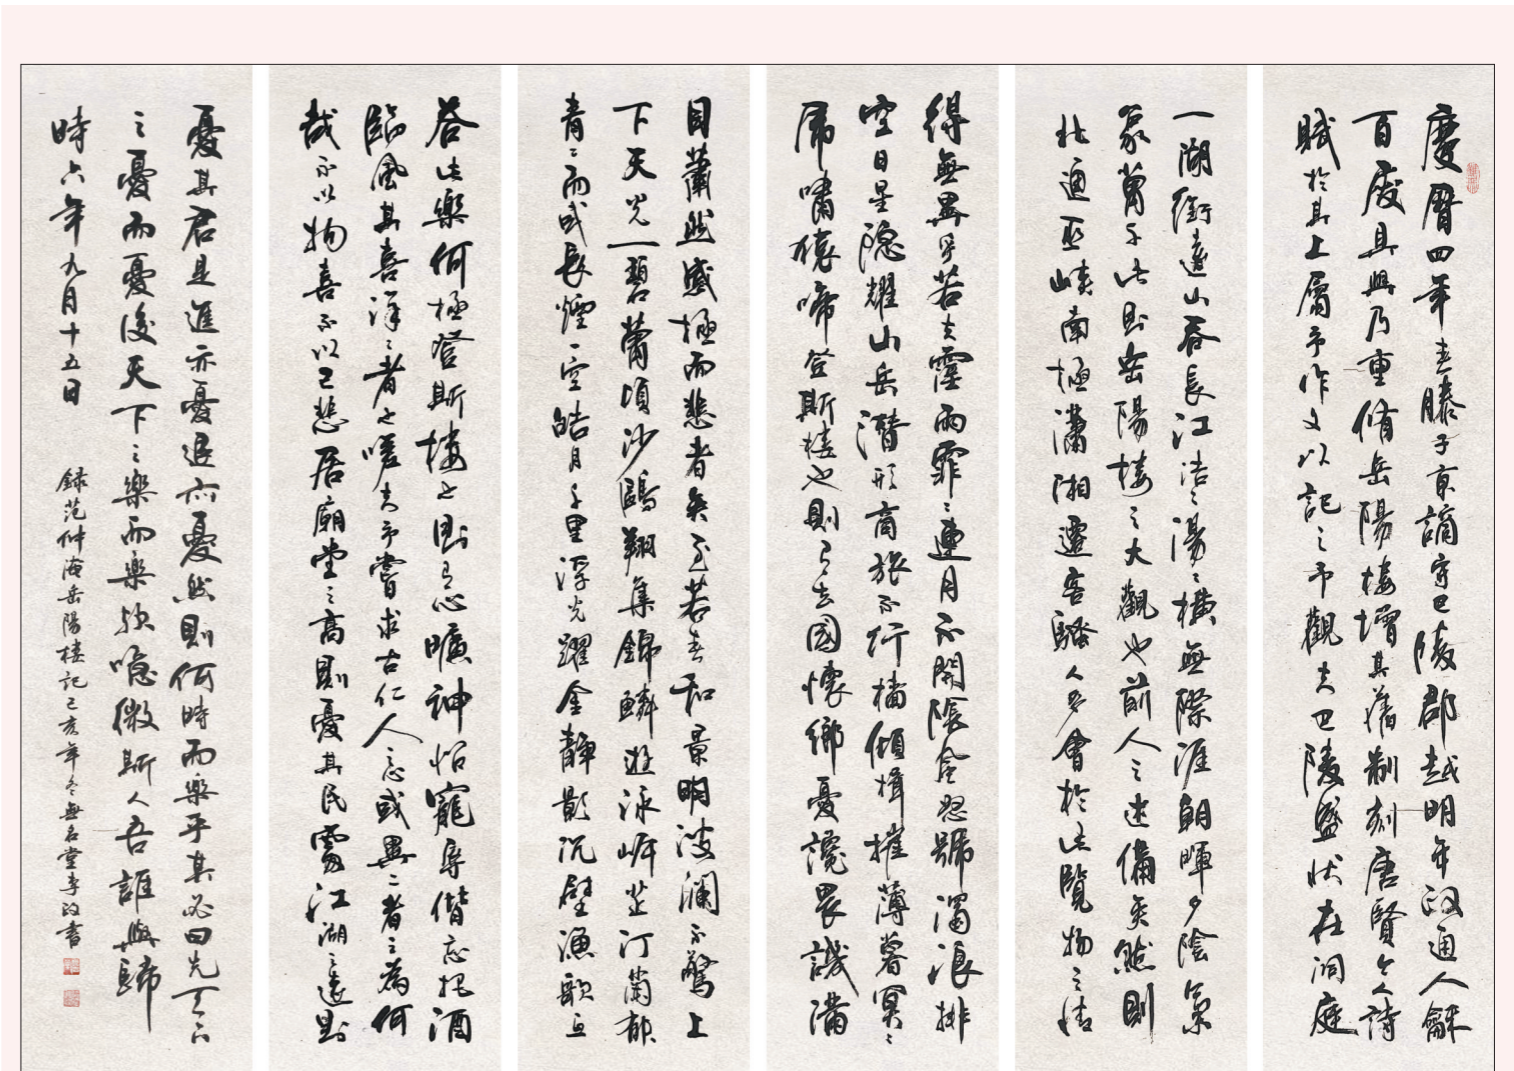 慶曆四年春滕子京謫守巴陵郡越明年政通人龢
百廢具興乃重脩岳陽樓增其舊制刻唐賢今人詩
賦於其上屬予作文以記之予觀夫巴陵勝狀在洞庭
一湖銜遠山吞長江浩〻湯〻橫無際涯朝暉夕陰氣
象萬千此則岳陽樓之大觀也前人之述備矣然則
北通巫峽南極瀟湘遷客騷人多會於此覽物之情
得無異乎若夫霪雨霏〻連月不開陰風怒號濁浪排
空日星隱耀山岳潛形商旅不行檣傾楫摧薄暮冥〻
虎嘯猿啼登斯樓也則有去國懷鄉憂讒畏譏滿
目蕭然感極而悲者矣至若春和景明波瀾不驚上
下天光一碧萬頃沙鷗翔集錦鱗遊泳岸芷汀蘭郁
青〻而或長煙一空皓月千里浮光躍金靜影沉璧漁歌互
答此樂何極登斯樓也則有心曠神怡寵辱偕忘把酒
臨風其喜洋〻者也嗟夫予嘗求古仁人之心或異二者之為何
哉不以物喜不以己悲居廟堂之高則憂其民處江湖之遠則
憂其君是進亦憂退亦憂然則何時而樂乎其必曰先天下
之憂而憂後天下之樂而樂歟噫微斯人吾誰與歸
時六年九月十五日
錄范仲淹岳陽樓記己亥年冬無名堂李政書